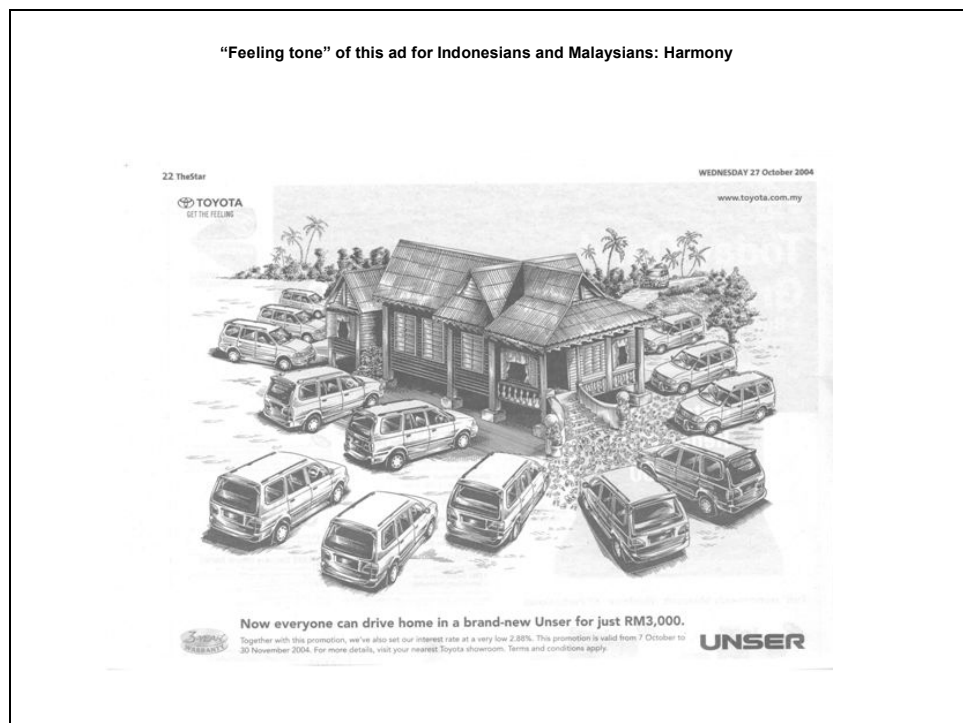 “Feeling tone” of this ad for Indonesians and Malaysians: Harmony
22 TheStar
WEDNESDAY 27 October 2004
TOYOTA
GET THE FEELING
www.toyota.com.my
Now everyone can drive home in a brand-new Unser for just RM3,000.
Together with this promotion, we've also set our interest rate at a very low 2.88%. This promotion is valid from 7 October to
30 November 2004. For more details, visit your nearest Toyota showroom. Terms and conditions apply.
3-YEAR
WARRANTY
UNSER